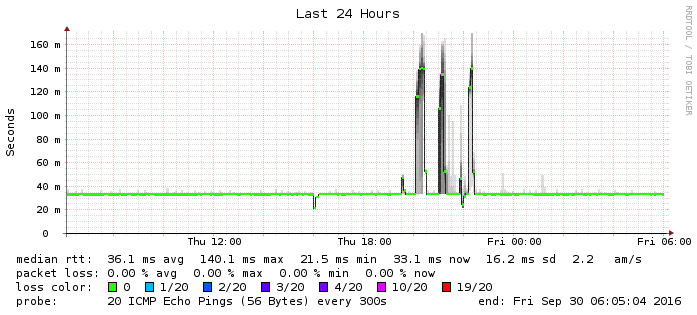 Last 24 Hours
RRDTOOL / TOBI OETIKER
Seconds
160 m
140 m
120 m
100 m
80 m
60 m
40 m
20 m
0
Thu 12:00 Thu 18:00 Fri 00:00 Fri 06:00
median rtt: 36.1 ms avg 140.1 ms max 21.5 ms min 33.1 ms now 16.2 ms sd 2.2 am/s
packet loss: 0.00 % avg 0.00 % max 0.00 % min 0.00 % now
loss color: 0 1/20 2/20 3/20 4/20 10/20 19/20
probe: 20 ICMP Echo Pings (56 Bytes) every 300s end: Fri Sep 30 06:05:04 2016